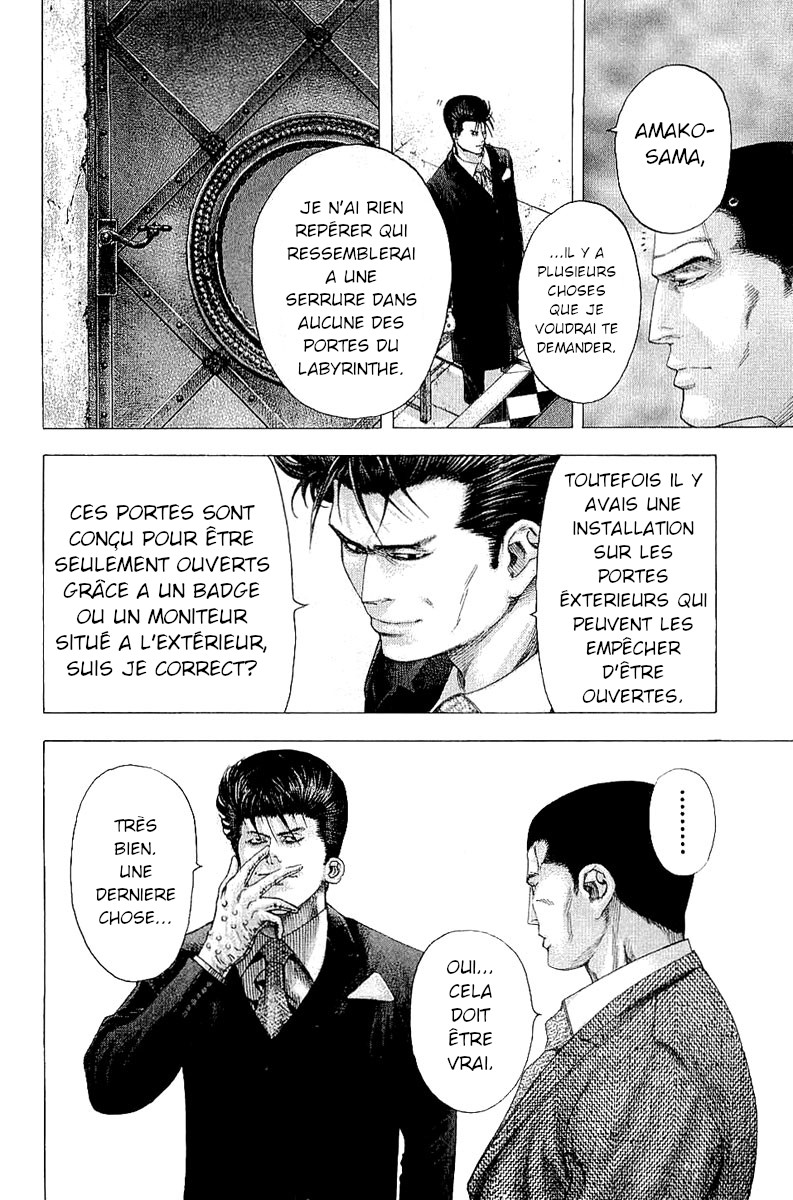 AMAKO-
SAMA,
...IL Y A
PLUSIEURS
CHOSES
QUE JE
VOUDRAI TE
DEMANDER.
JE N'AI RIEN
REPÉRER QUI
RESSEMBLERAI
A UNE
SERRURE DANS
AUCUNE DES
PORTES DU
LABYRINTHE.
TOUTEFOIS IL Y
AVAIS UNE
INSTALLATION
SUR LES
PORTES
ÉXTERIEURS QUI
PEUVENT LES
EMPÊCHER
D'ÊTRE
OUVERTES.
CES PORTES SONT
CONÇU POUR ÊTRE
SEULEMENT OUVERTS
GRÂCE A UN BADGE
OU UN MONITEUR
SITUÉ A L'EXTÉRIEUR,
SUIS JE CORRECT?
........
OUI...
CELA
DOIT
ÊTRE
VRAI.
TRÈS
BIEN.
UNE
DERNIERE
CHOSE...